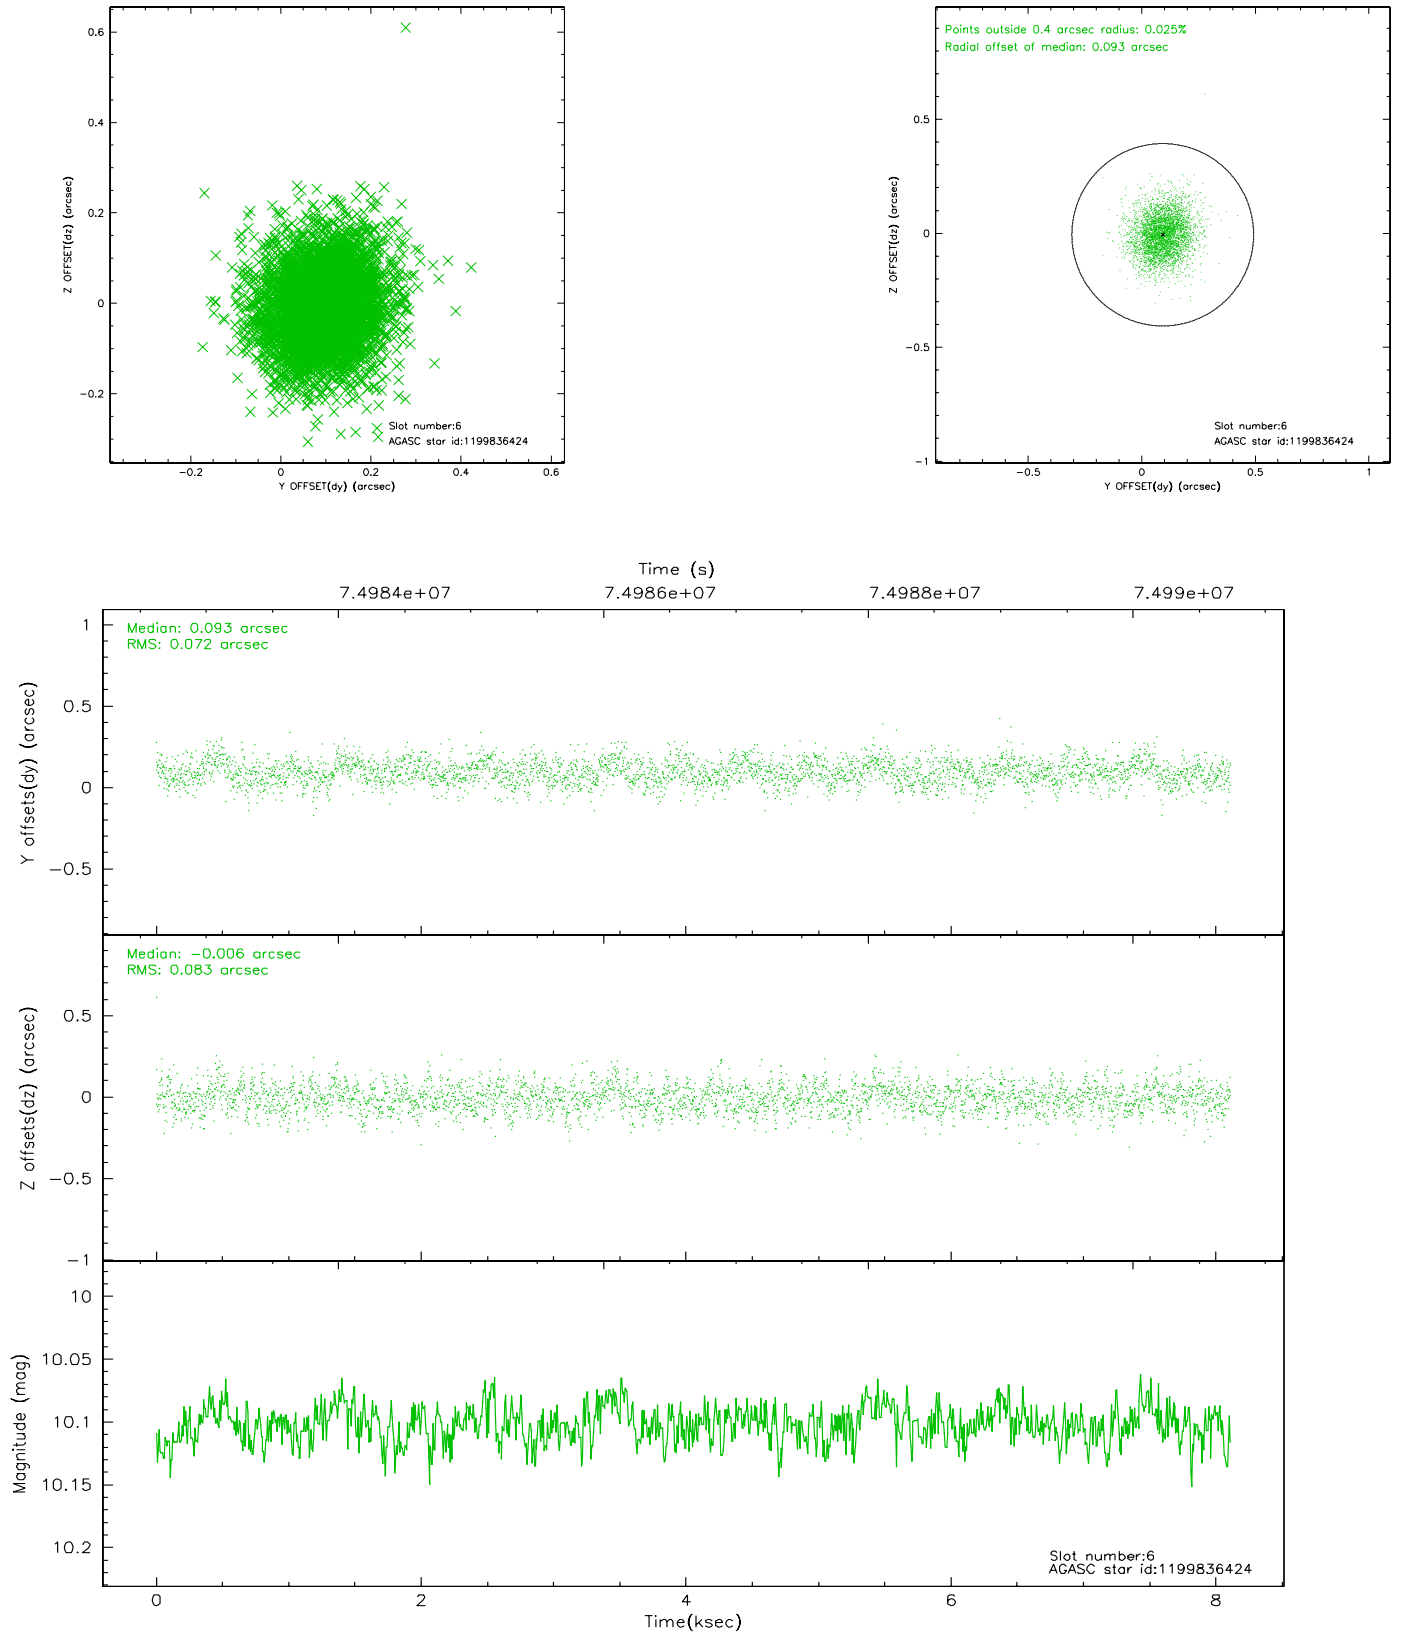 0.6
0.4
0.2
0
−0.2
Z OFFSET(dz) (arcsec)
Slot number:6
AGASC star id:1199836424
−0.2 0 0.2 0.4 0.6
Y OFFSET(dy) (arcsec)
Points outside 0.4 arcsec radius: 0.025%
Radial offset of median: 0.093 arcsec
0.5
0
−0.5
−1
Z OFFSET(dz) (arcsec)
Slot number:6
AGASC star id:1199836424
−0.5 0 0.5 1
Y OFFSET(dy) (arcsec)
Time (s)
7.4984e+07 7.4986e+07 7.4988e+07 7.499e+07
Median: 0.093 arcsec
RMS: 0.072 arcsec
1
0.5
0
−0.5
Y offsets(dy) (arcsec)
Median: −0.006 arcsec
RMS: 0.083 arcsec
0.5
0
−0.5
−1
Z offsets(dz) (arcsec)
10
10.05
10.1
10.15
10.2
Magnitude (mag)
Slot number:6
AGASC star id:1199836424
0 2 4 6 8
Time(ksec)